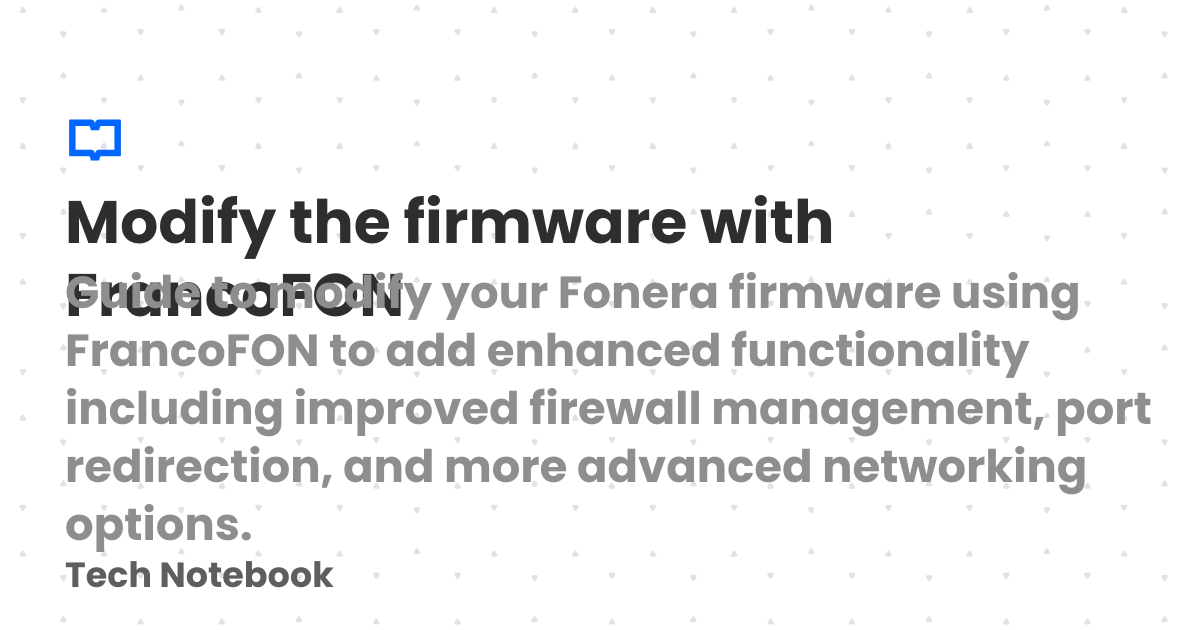 Modify the firmware with
FrancoFON
Guide to modify your Fonera firmware using
FrancoFON to add enhanced functionality
including improved firewall management, port
redirection, and more advanced networking
options.
Tech Notebook